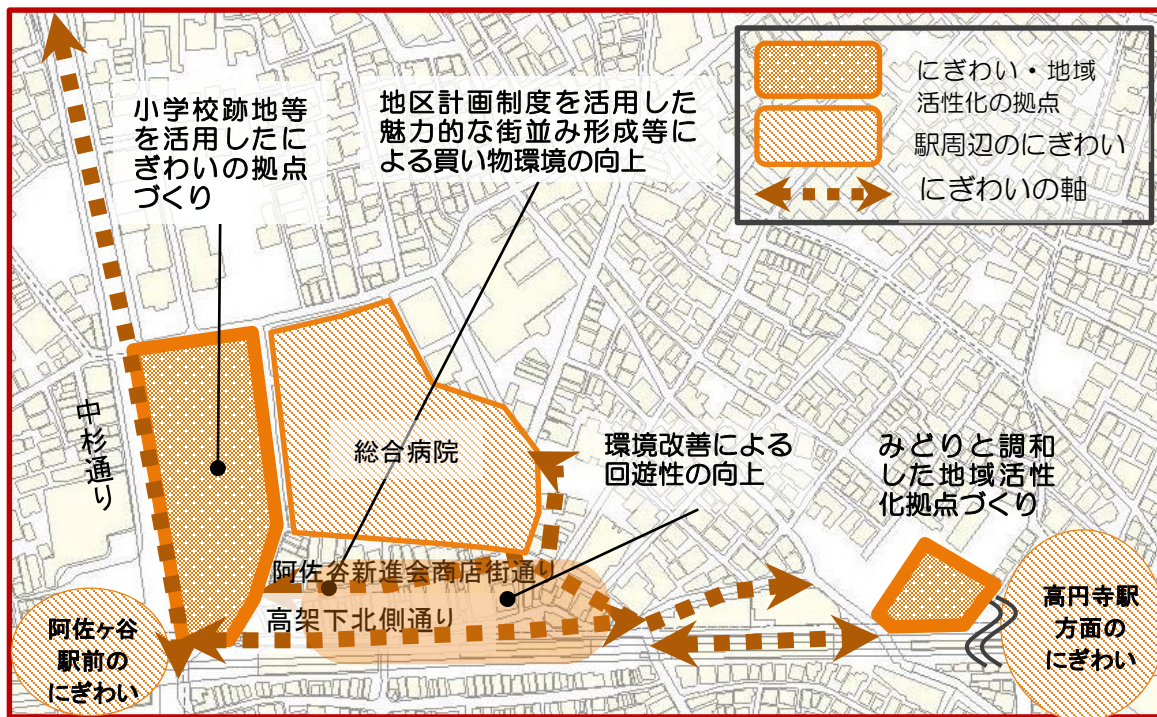 小学校跡地等
を活用したに
ぎわいの拠点
づくり
地区計画制度を活用した
魅力的な街並み形成等に
よる買い物環境の向上
にぎわい・地域
活性化の拠点
駅周辺のにぎわい
にぎわいの軸
中杉通り
総合病院
環境改善による
回遊性の向上
みどりと調和
した地域活性
化拠点づくり
阿佐谷新進会商店街通り
高架下北側通り
阿佐ヶ谷
駅前の
にぎわい
高円寺駅
方面の
にぎわい